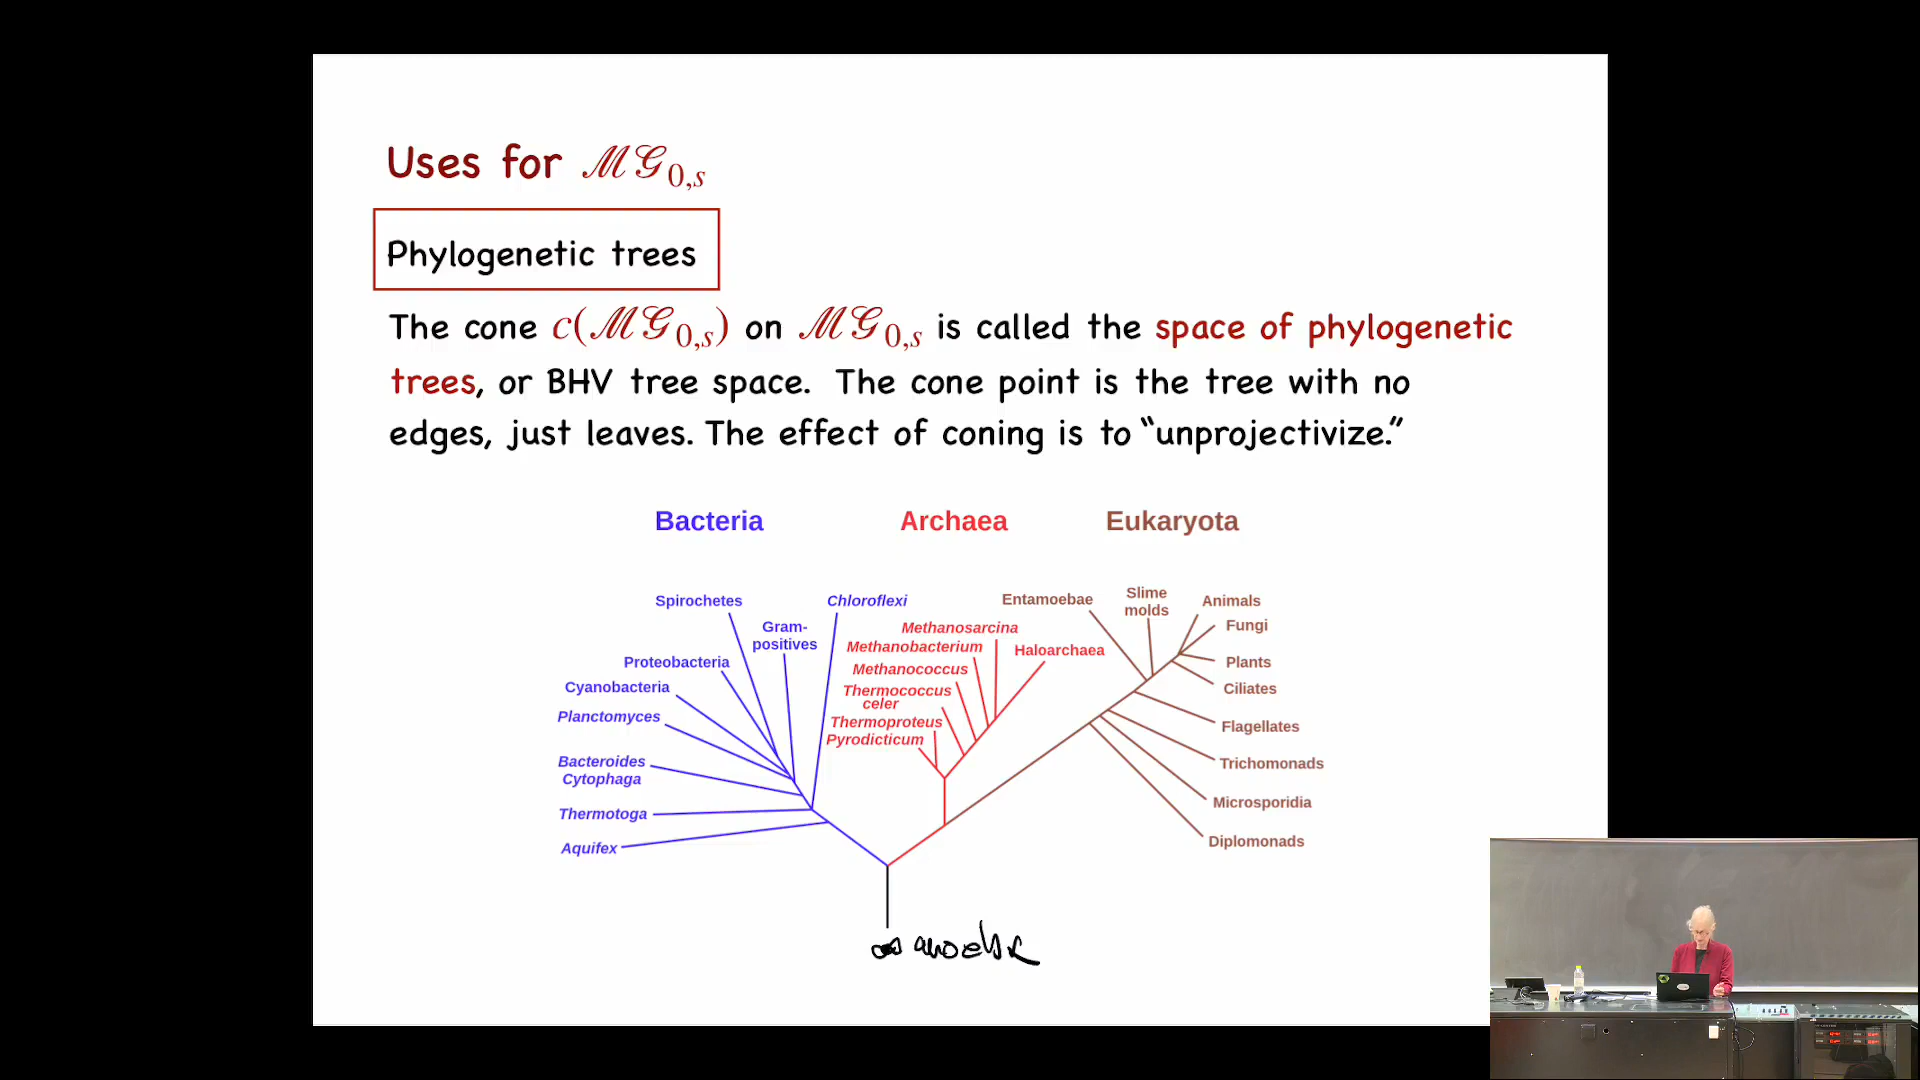 Uses for ℳ𝒢₀,ₛ
Phylogenetic trees
The cone c(ℳ𝒢₀,ₛ) on ℳ𝒢₀,ₛ is called the space of phylogenetic
trees, or BHV tree space. The cone point is the tree with no
edges, just leaves. The effect of coning is to “unprojectivize.”
Bacteria Archaea Eukaryota
Spirochetes
Gram-
positives
Chloroflexi
Proteobacteria
Cyanobacteria
Planctomyces
Bacteroides
Cytophaga
Thermotoga
Aquifex
Methanosarcina
Methanobacterium
Haloarchaea
Methanococcus
Thermococcus
celer
Thermoproteus
Pyrodicticum
Entamoebae
Slime
molds
Animals
Fungi
Plants
Ciliates
Flagellates
Trichomonads
Microsporidia
Diplomonads